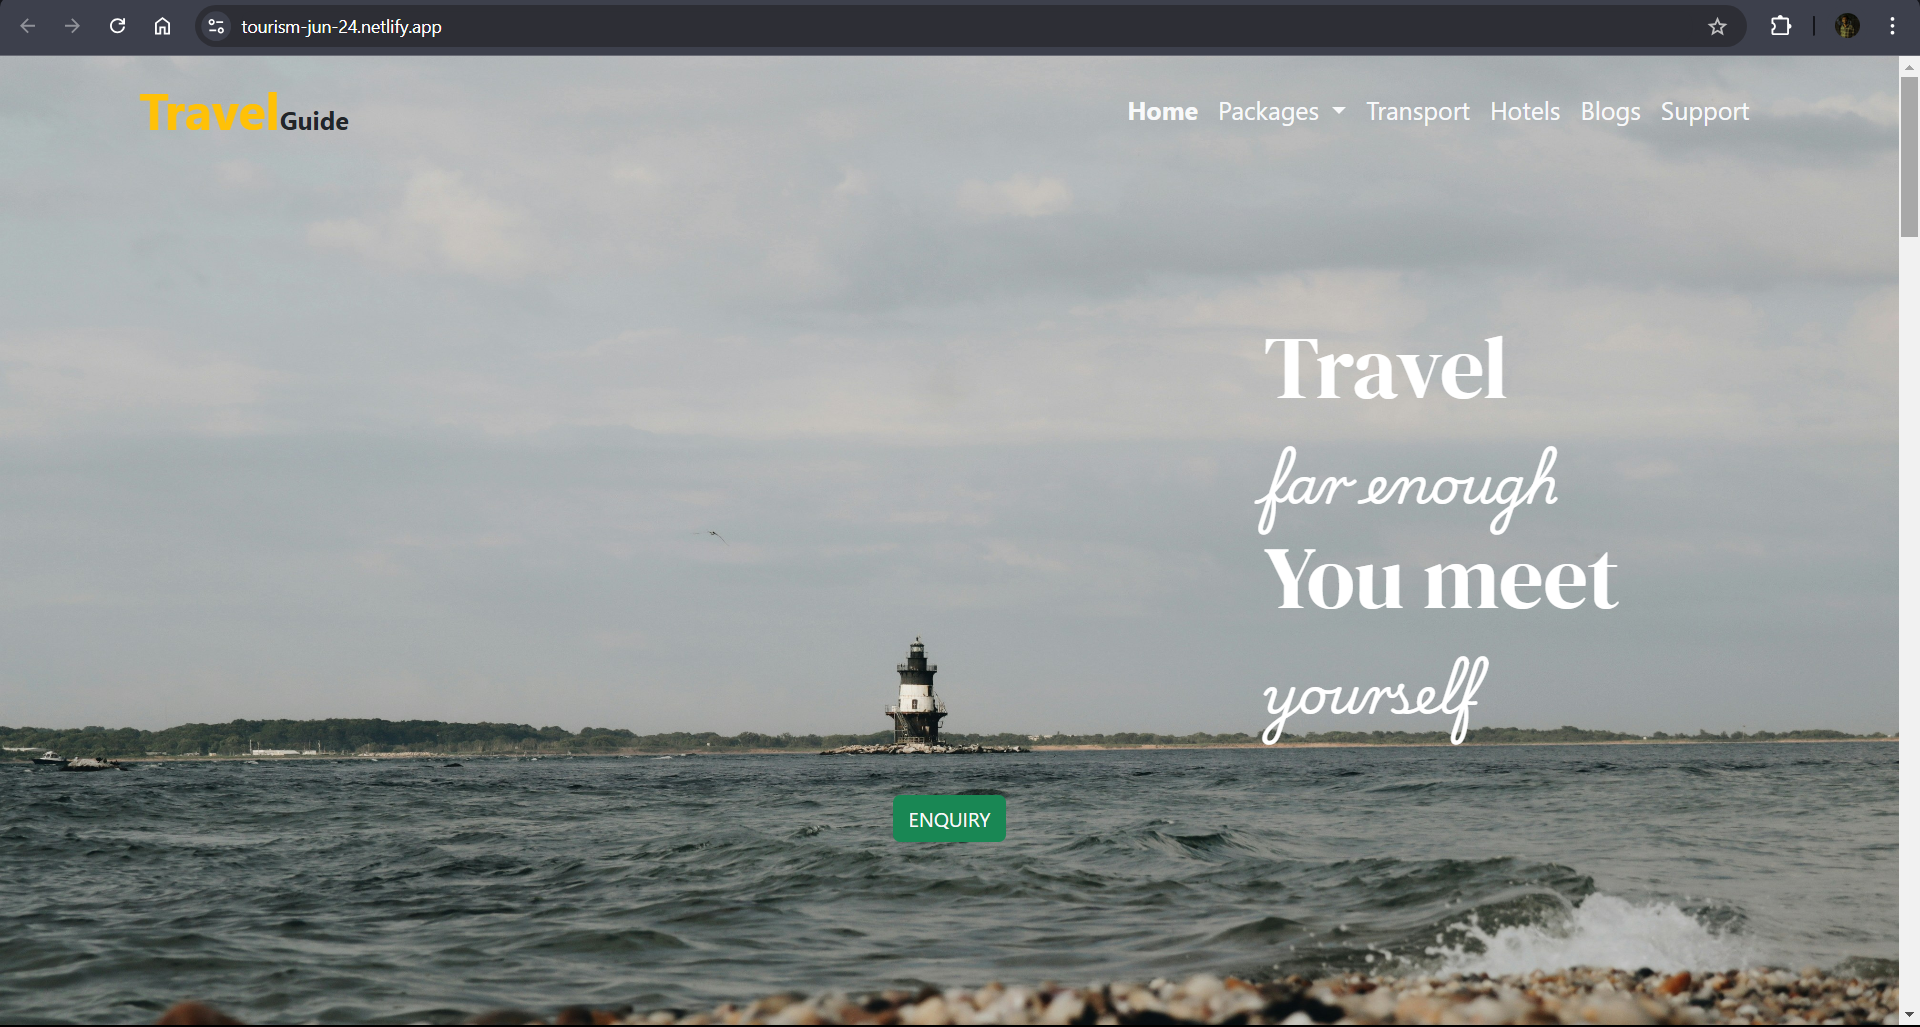 tourism-jun-24.netlify.app
TravelGuide
Home Packages Transport Hotels Blogs Support
Travel
far enough
You meet
yourself
ENQUIRY